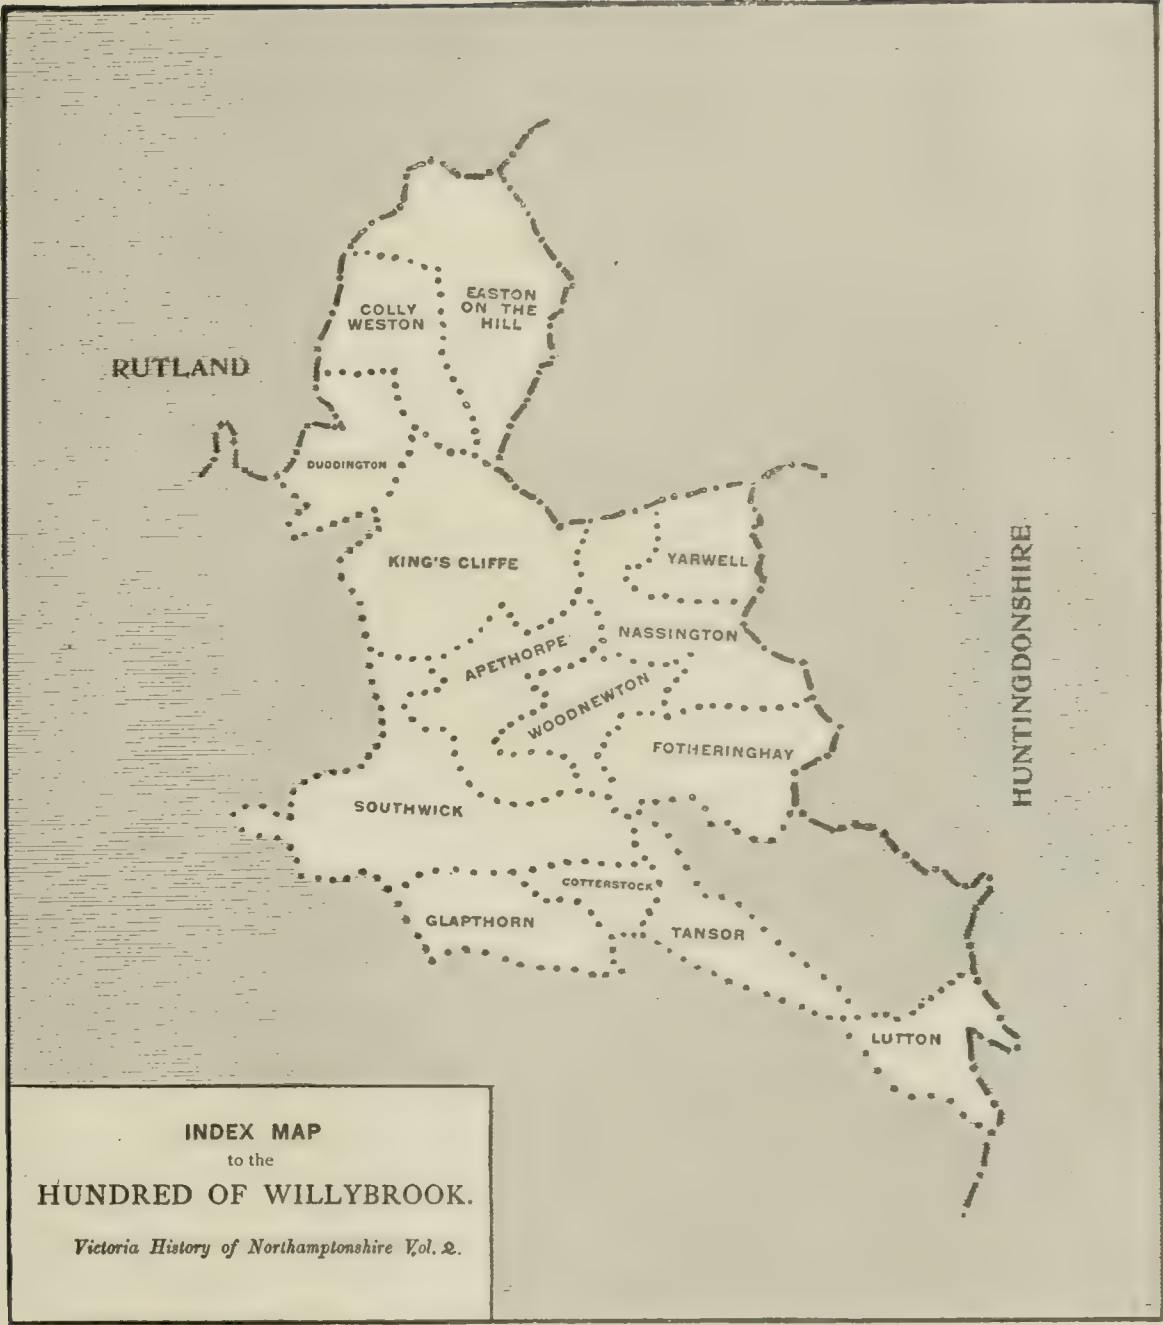 COLLY
WESTON
EASTON
ON THE
HILL
RUTLAND
DUDDINGTON
KING'S CLIFFE
YARWELL
HUNTINGDONSHIRE
NASSINGTON
APETHORPE
WOODNEWTON
FOTHERINGHAY
SOUTHWICK
COTTERSTOCK
GLAPTHORN
TANSOR
LUTTON
INDEX MAP
to the
HUNDRED OF WILLYBROOK.
Victoria History of Northamptonshire Vol. 2.